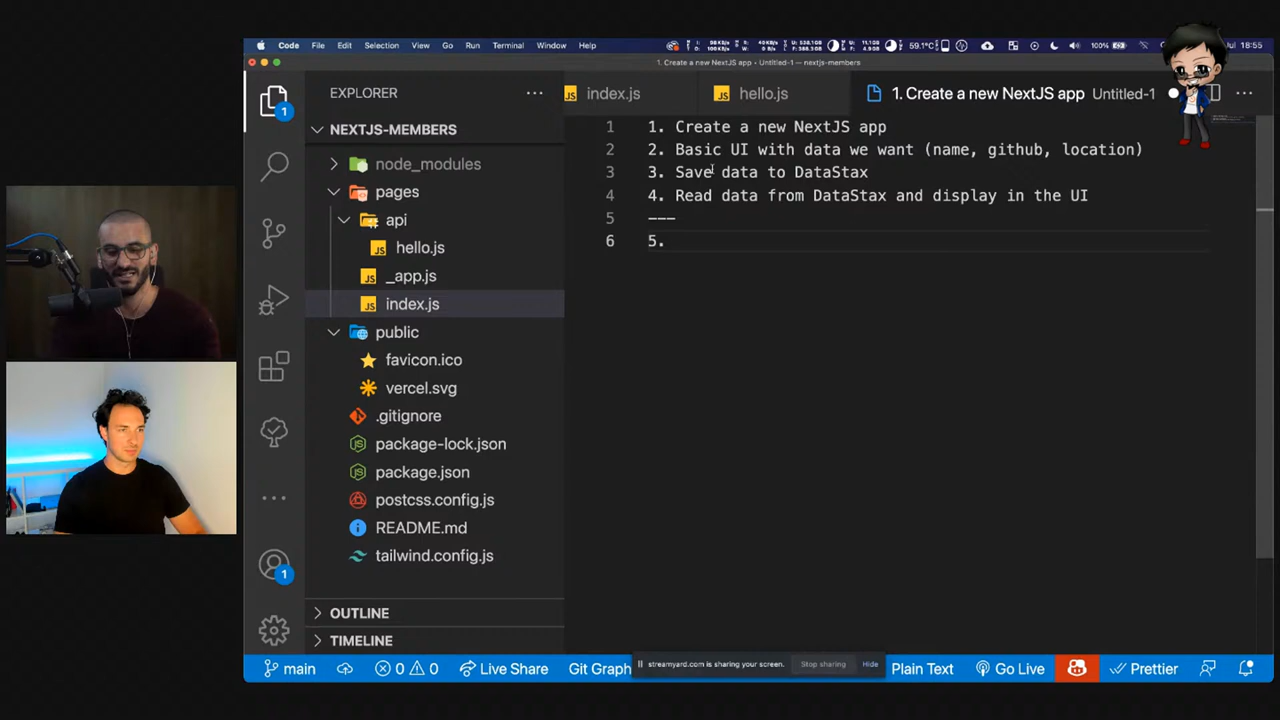 Code File Edit Selection View Go Run Terminal Window Help 100% 18:55
1. Create a new NextJS app • Untitled-1 — nextjs-members
EXPLORER
index.js
hello.js
1. Create a new NextJS app Untitled-1
1
NEXTJS-MEMBERS
node_modules
pages
api
hello.js
_app.js
index.js
public
favicon.ico
vercel.svg
.gitignore
package-lock.json
package.json
postcss.config.js
README.md
tailwind.config.js
OUTLINE
TIMELINE
1
1 1. Create a new NextJS app
2 2. Basic UI with data we want (name, github, location)
3 3. Save data to DataStax
4 4. Read data from DataStax and display in the UI
5 ---
6 5.
streamyard.com is sharing your screen. Stop sharing Hide
main 0 0 Live Share Git Graph Plain Text Go Live Prettier